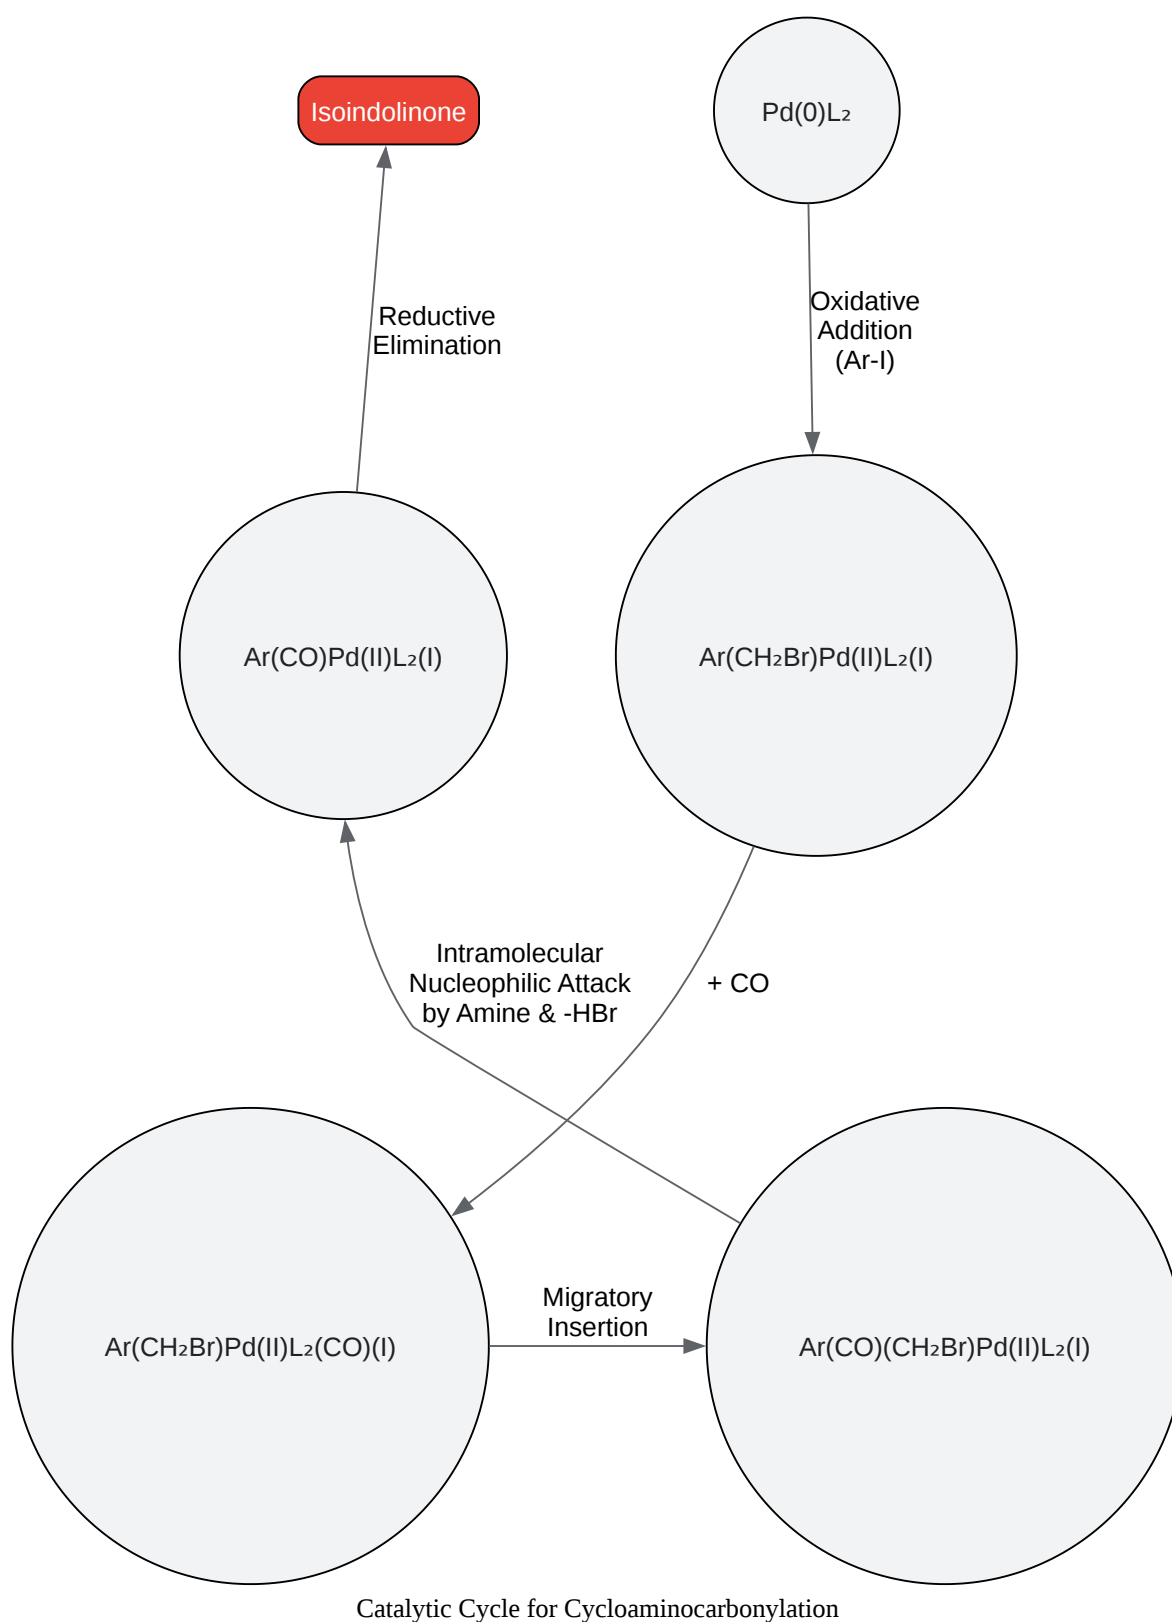 Isoindolinone
Pd(0)L₂
Reductive
Elimination
Oxidative
Addition
(Ar-I)
Ar(CO)Pd(II)L₂(I)
Ar(CH₂Br)Pd(II)L₂(I)
Intramolecular
Nucleophilic Attack
by Amine & -HBr
+ CO
Ar(CH₂Br)Pd(II)L₂(CO)(I)
Migratory
Insertion
Ar(CO)(CH₂Br)Pd(II)L₂(I)
Catalytic Cycle for Cycloaminocarbonylation